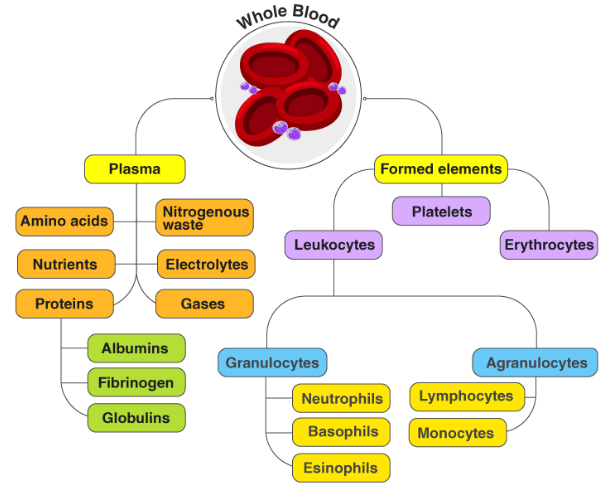 Whole Blood
Plasma
Formed elements
Amino acids
Nitrogenous
waste
Platelets
Leukocytes
Erythrocytes
Nutrients
Electrolytes
Proteins
Gases
Albumins
Fibrinogen
Globulins
Granulocytes
Agranulocytes
Neutrophils
Basophils
Esinophils
Lymphocytes
Monocytes